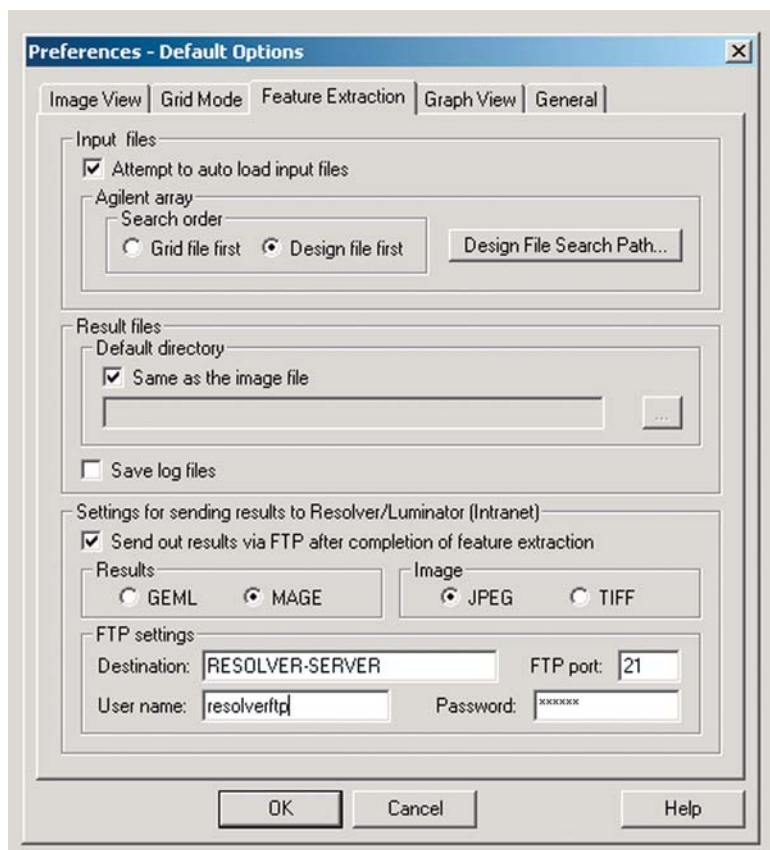 Preferences - Default Options
Image View Grid Mode Feature Extraction Graph View General
Input files
Attempt to auto load input files
Agilent array
Search order
Grid file first Design file first Design File Search Path...
Result files
Default directory
Same as the image file
...
Save log files
Settings for sending results to Resolver/Luminator (Intranet)
Send out results via FTP after completion of feature extraction
Results Image
GEML MAGE JPEG TIFF
FTP settings
Destination: RESOLVER-SERVER FTP port: 21
User name: resolverftp Password: xxxxxx
OK Cancel Help